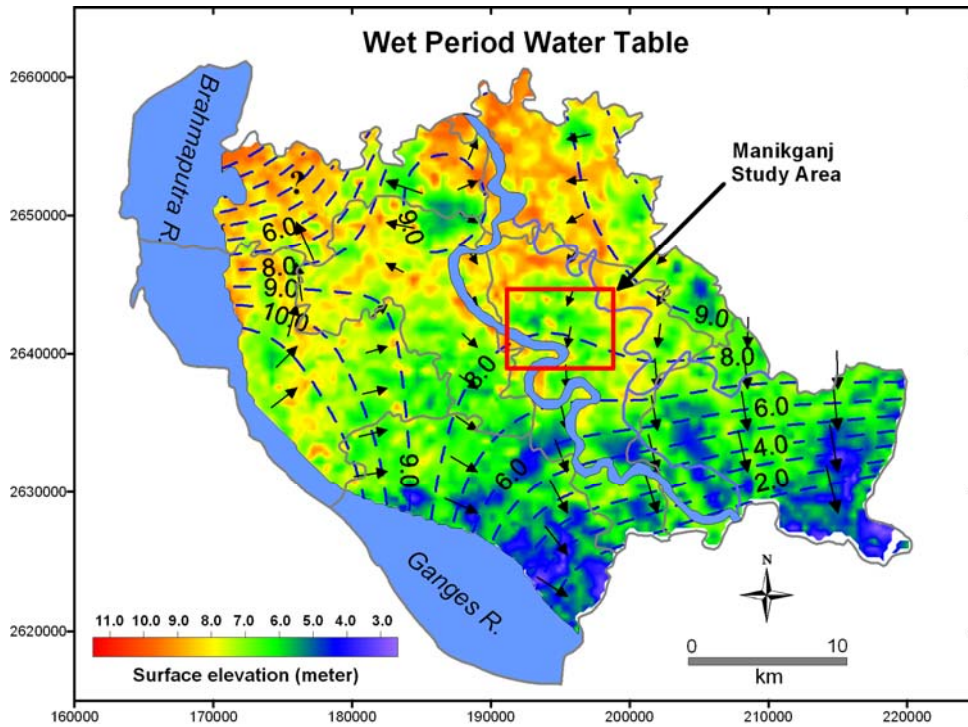 Wet Period Water Table
2660000
2650000
2640000
2630000
2620000
Brahmaputra R.
Manikganj
Study Area
?
6.0
8.0
9.0
10.0
9.0
9.0
8.0
8.0
6.0
4.0
2.0
9.0
6.0
Ganges R.
N
11.0 10.0 9.0 8.0 7.0 6.0 5.0 4.0 3.0
Surface elevation (meter)
0 10
km
160000 170000 180000 190000 200000 210000 220000